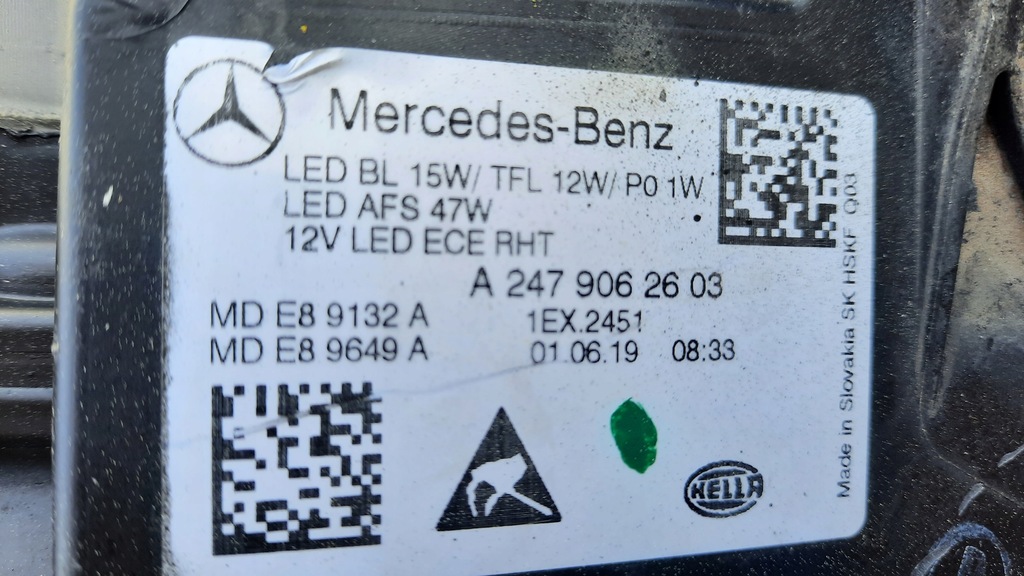 Mercedes-Benz
LED BL 15W/ TFL 12W/ PO 1W
LED AFS 47W
12V LED ECE RHT
A 247 906 26 03
MD E8 9132 A
1EX.2451
MD E8 9649 A
01.06.19 08:33
HELLA
Made in Slovakia SK HSKF Q03